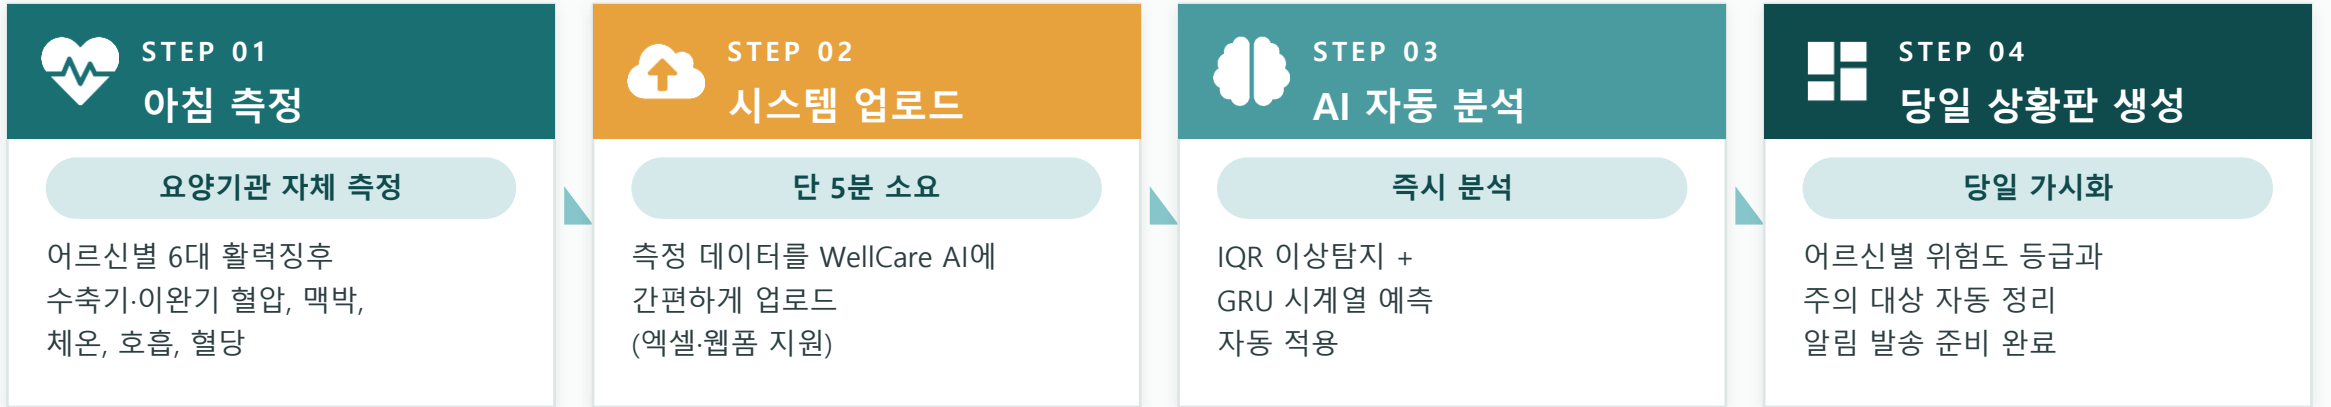 STEP 01
아침 측정
요양기관 자체 측정
어르신별 6대 활력징후
수축기·이완기 혈압, 맥박,
체온, 호흡, 혈당
STEP 02
시스템 업로드
단 5분 소요
측정 데이터를 WellCare AI에
간편하게 업로드
(엑셀·웹폼 지원)
STEP 03
AI 자동 분석
즉시 분석
IQR 이상탐지 +
GRU 시계열 예측
자동 적용
STEP 04
당일 상황판 생성
당일 가시화
어르신별 위험도 등급과
주의 대상 자동 정리
알림 발송 준비 완료